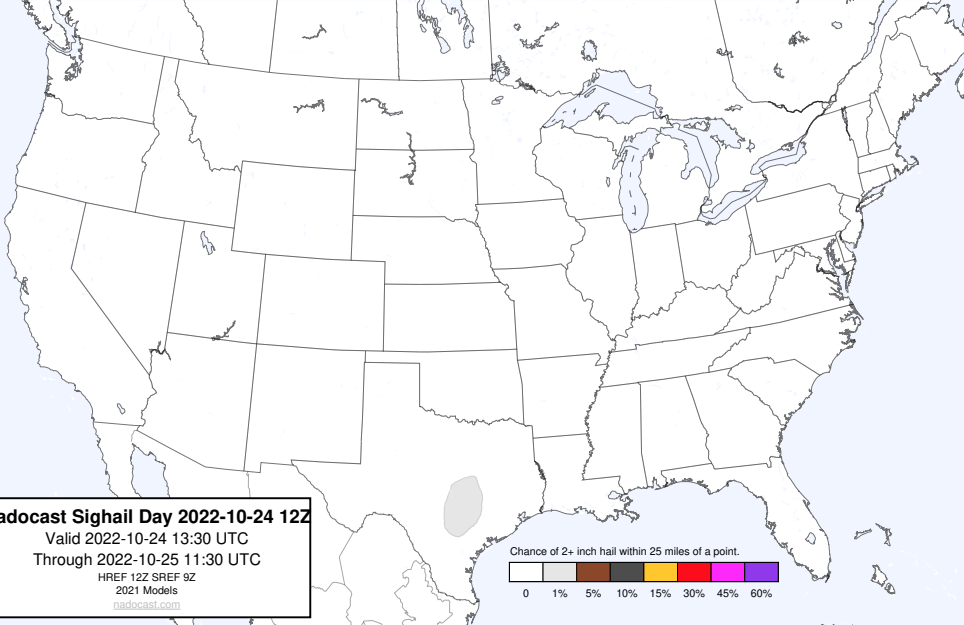 adocast Sighail Day 2022-10-24 12Z
Valid 2022-10-24 13:30 UTC
Through 2022-10-25 11:30 UTC
HREF 12Z SREF 9Z
2021 Models
nadocast.com
Chance of 2+ inch hail within 25 miles of a point.
0 1% 5% 10% 15% 30% 45% 60%